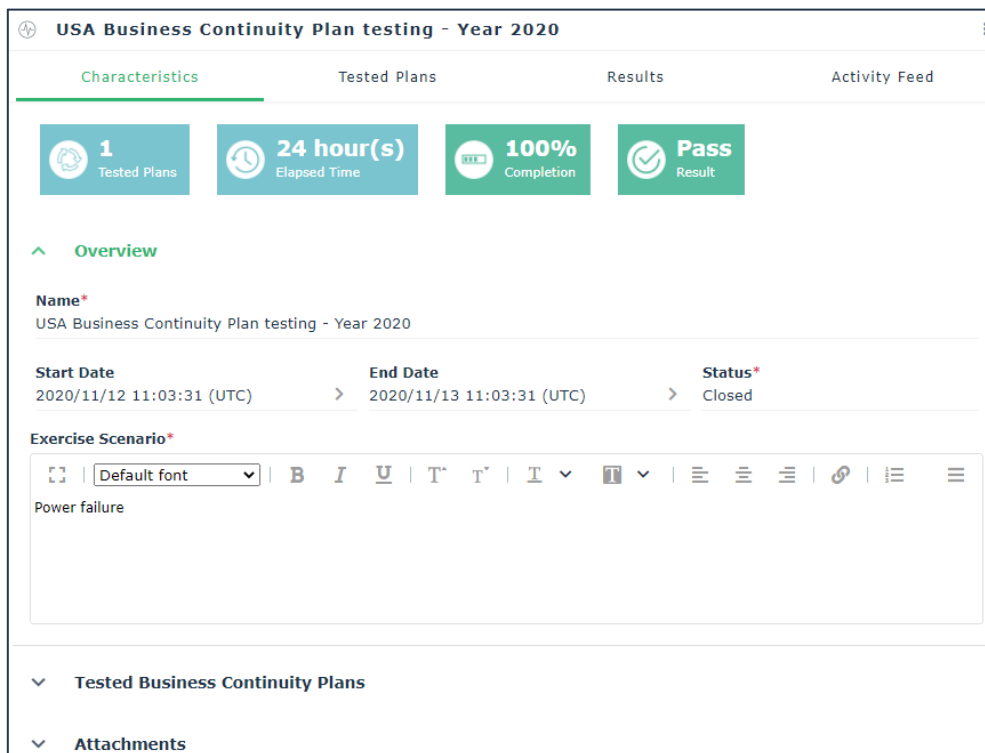 USA Business Continuity Plan testing - Year 2020
Characteristics Tested Plans Results Activity Feed
1 24 hour(s) 100% Pass
Tested Plans Elapsed Time Completion Result
Overview
Name*
USA Business Continuity Plan testing - Year 2020
Start Date End Date Status*
2020/11/12 11:03:31 (UTC) 2020/11/13 11:03:31 (UTC) Closed
Exercise Scenario*
Default font B I U T T T T
Power failure
Tested Business Continuity Plans
Attachments